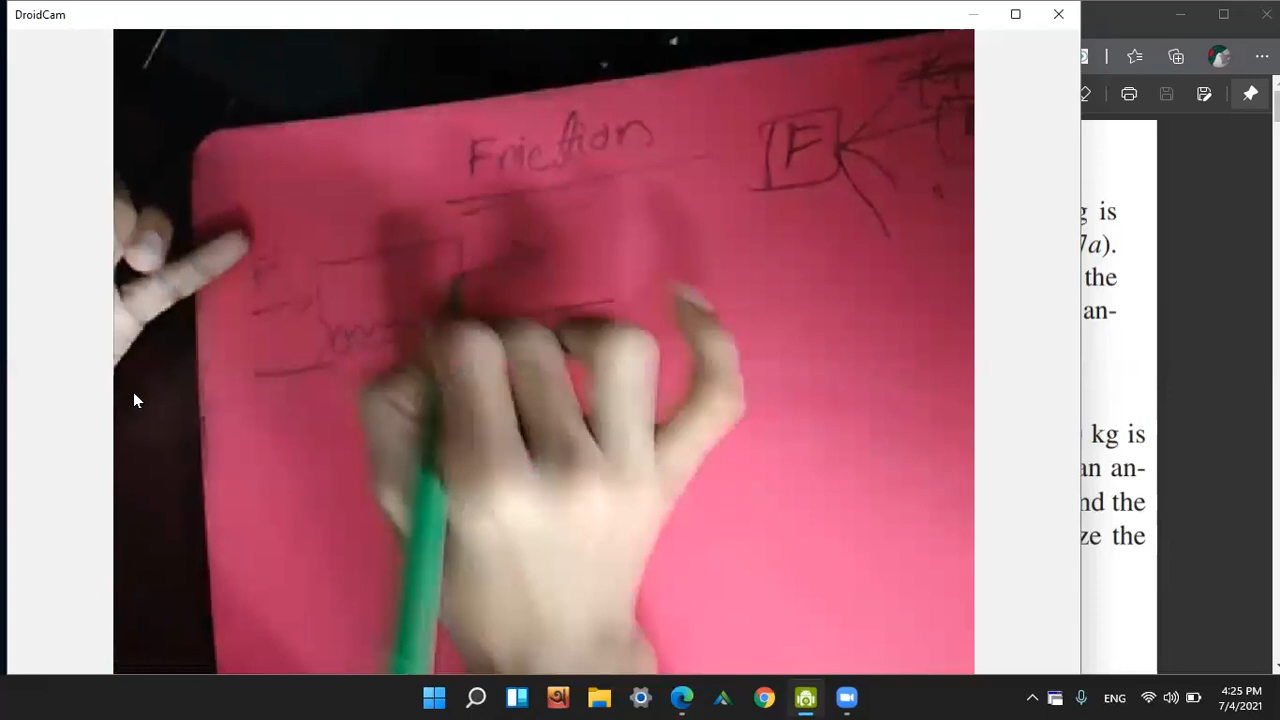 DroidCam
Friction
F
F
g is
7a).
the
an-
kg is
an an-
nd the
ze the
ENG
4:25 PM
7/4/2021